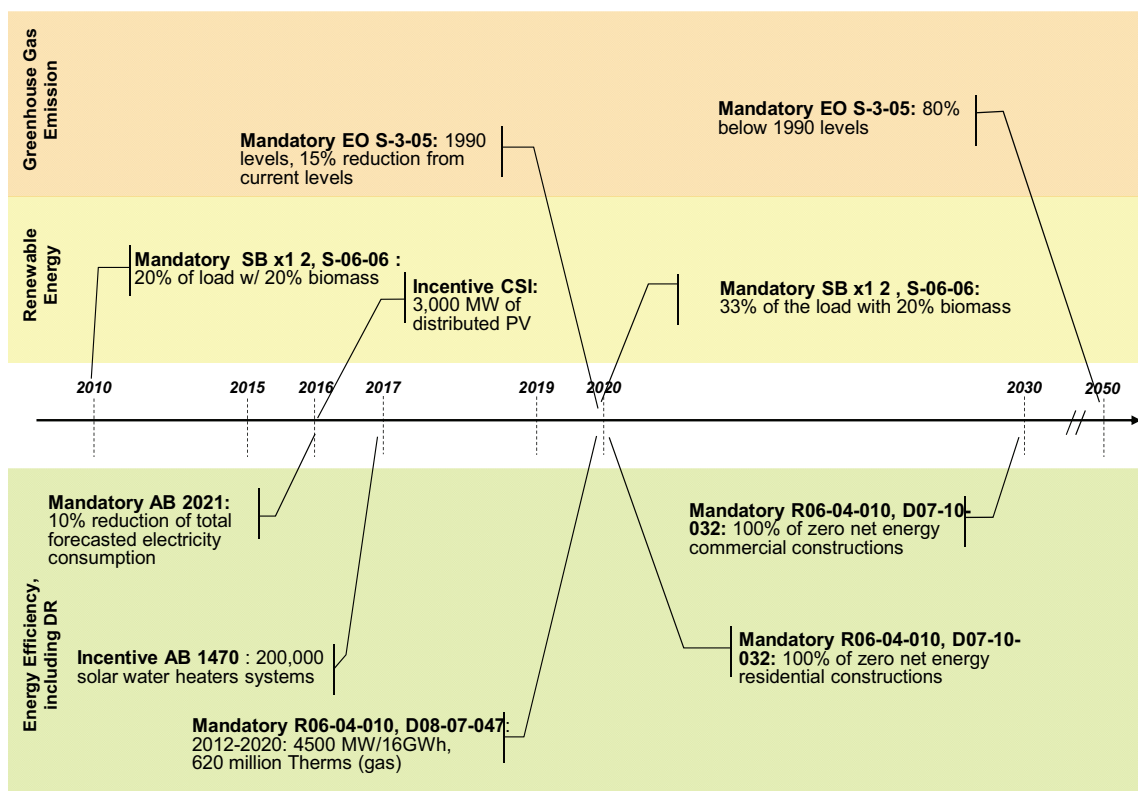 Greenhouse Gas
Emission
Mandatory EO S-3-05: 1990
levels, 15% reduction from
current levels
Mandatory EO S-3-05: 80%
below 1990 levels
Renewable
Energy
Mandatory SB x1 2, S-06-06 :
20% of load w/ 20% biomass
Incentive CSI:
3,000 MW of
distributed PV
Mandatory SB x1 2 , S-06-06:
33% of the load with 20% biomass
2010
2015
2016
2017
2019
2020
2030
2050
Energy Efficiency,
including DR
Mandatory AB 2021:
10% reduction of total
forecasted electricity
consumption
Mandatory R06-04-010, D07-10-
032: 100% of zero net energy
commercial constructions
Incentive AB 1470 : 200,000
solar water heaters systems
Mandatory R06-04-010, D07-10-
032: 100% of zero net energy
residential constructions
Mandatory R06-04-010, D08-07-047:
2012-2020: 4500 MW/16GWh,
620 million Therms (gas)